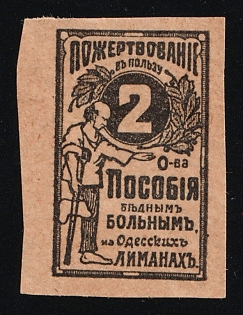 ПОЖЕРТВОВАНІЕ
въ пользу
2
О-ва
Пособія
бѣднымъ
больнымъ,
на Одесскихъ
лиманахъ.